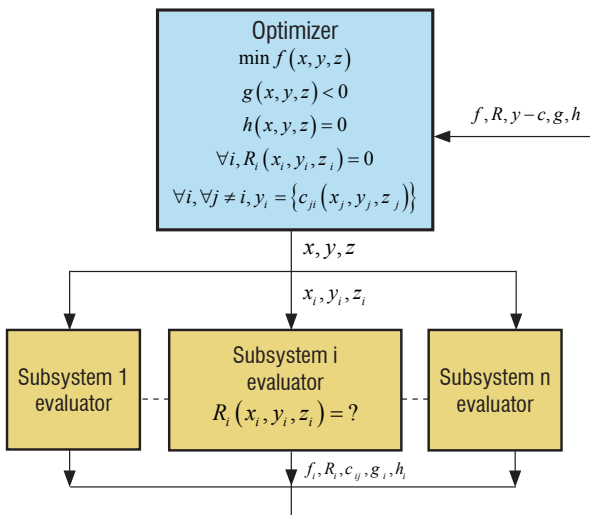 Optimizer
min f(x, y, z)
g(x, y, z) < 0
h(x, y, z) = 0
∀i, R_i(x_i, y_i, z_i) = 0
∀i, ∀j ≠ i, y_i = {c_ji(x_j, y_j, z_j)}
f, R, y − c, g, h
x, y, z
x_i, y_i, z_i
Subsystem 1
evaluator
Subsystem i
evaluator
R_i(x_i, y_i, z_i) = ?
Subsystem n
evaluator
f_i, R_i, c_ij, g_i, h_i